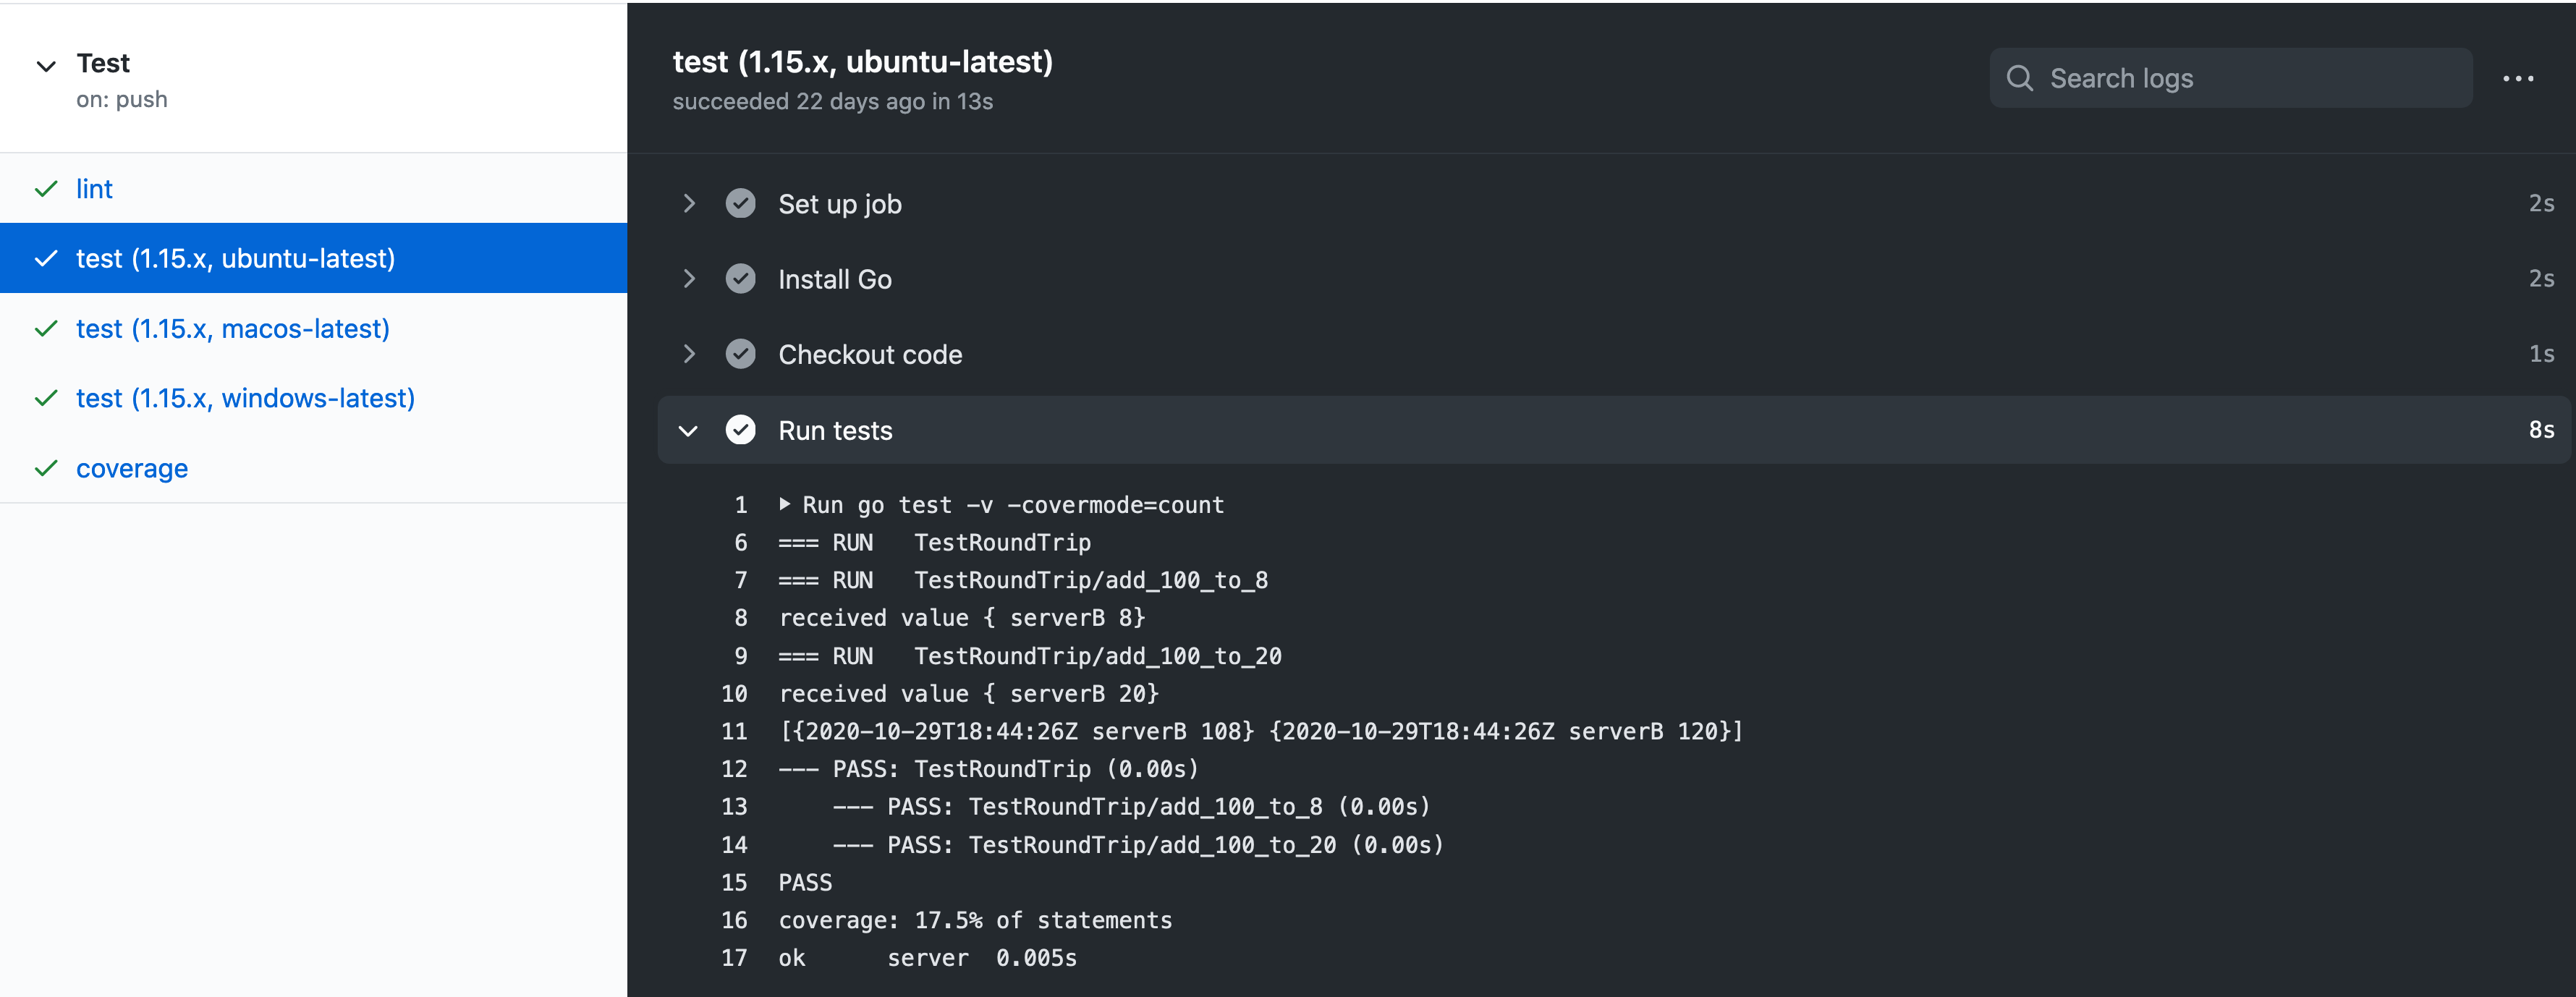 Test
on: push
lint
test (1.15.x, ubuntu-latest)
test (1.15.x, macos-latest)
test (1.15.x, windows-latest)
coverage
test (1.15.x, ubuntu-latest)
succeeded 22 days ago in 13s
Search logs
Set up job 2s
Install Go 2s
Checkout code 1s
Run tests 8s
1 Run go test -v -covermode=count
6 === RUN   TestRoundTrip
7 === RUN   TestRoundTrip/add_100_to_8
8 received value { serverB 8}
9 === RUN   TestRoundTrip/add_100_to_20
10 received value { serverB 20}
11 [{2020-10-29T18:44:26Z serverB 108} {2020-10-29T18:44:26Z serverB 120}]
12 --- PASS: TestRoundTrip (0.00s)
13     --- PASS: TestRoundTrip/add_100_to_8 (0.00s)
14     --- PASS: TestRoundTrip/add_100_to_20 (0.00s)
15 PASS
16 coverage: 17.5% of statements
17 ok      server  0.005s